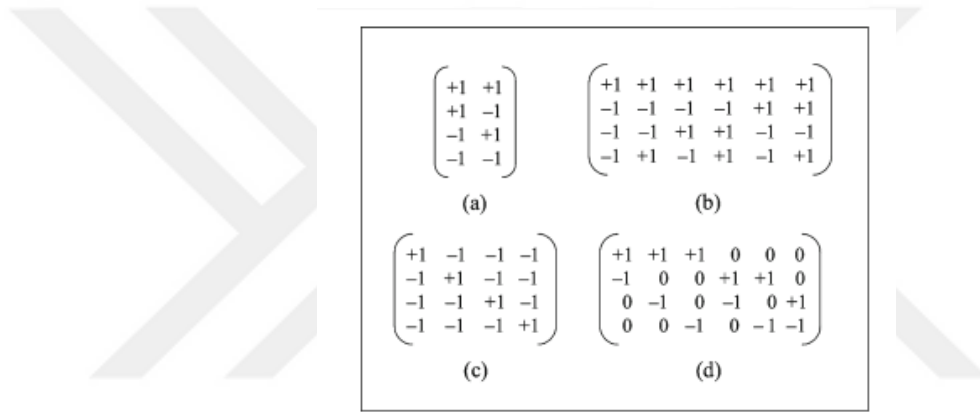 +1 +1
+1 –1
–1 +1
–1 –1
(a)
+1 +1 +1 +1 +1 +1
–1 –1 –1 –1 +1 +1
–1 –1 +1 +1 –1 –1
–1 +1 –1 +1 –1 +1
(b)
+1 –1 –1 –1
–1 +1 –1 –1
–1 –1 +1 –1
–1 –1 –1 +1
(c)
+1 +1 +1 0 0 0
–1 0 0 +1 +1 0
0 –1 0 –1 0 +1
0 0 –1 0 –1 –1
(d)